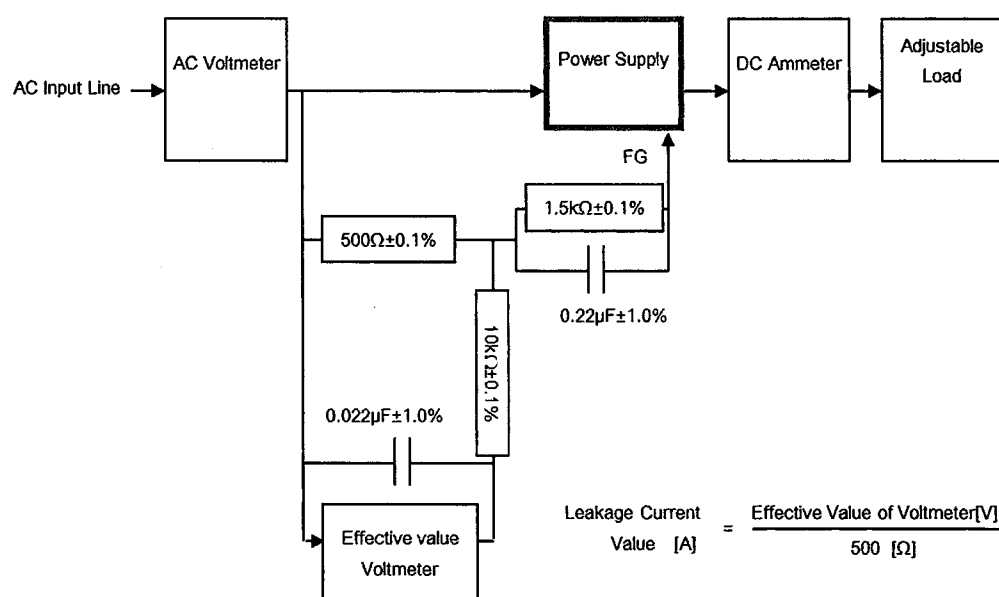 AC Input Line
AC Voltmeter
Power Supply
DC Ammeter
Adjustable
Load
FG
1.5kΩ±0.1%
500Ω±0.1%
0.22µF±1.0%
10kΩ±0.1%
0.022µF±1.0%
Effective value
Voltmeter
Leakage Current
Value [A]
=
Effective Value of Voltmeter[V]
500 [Ω]